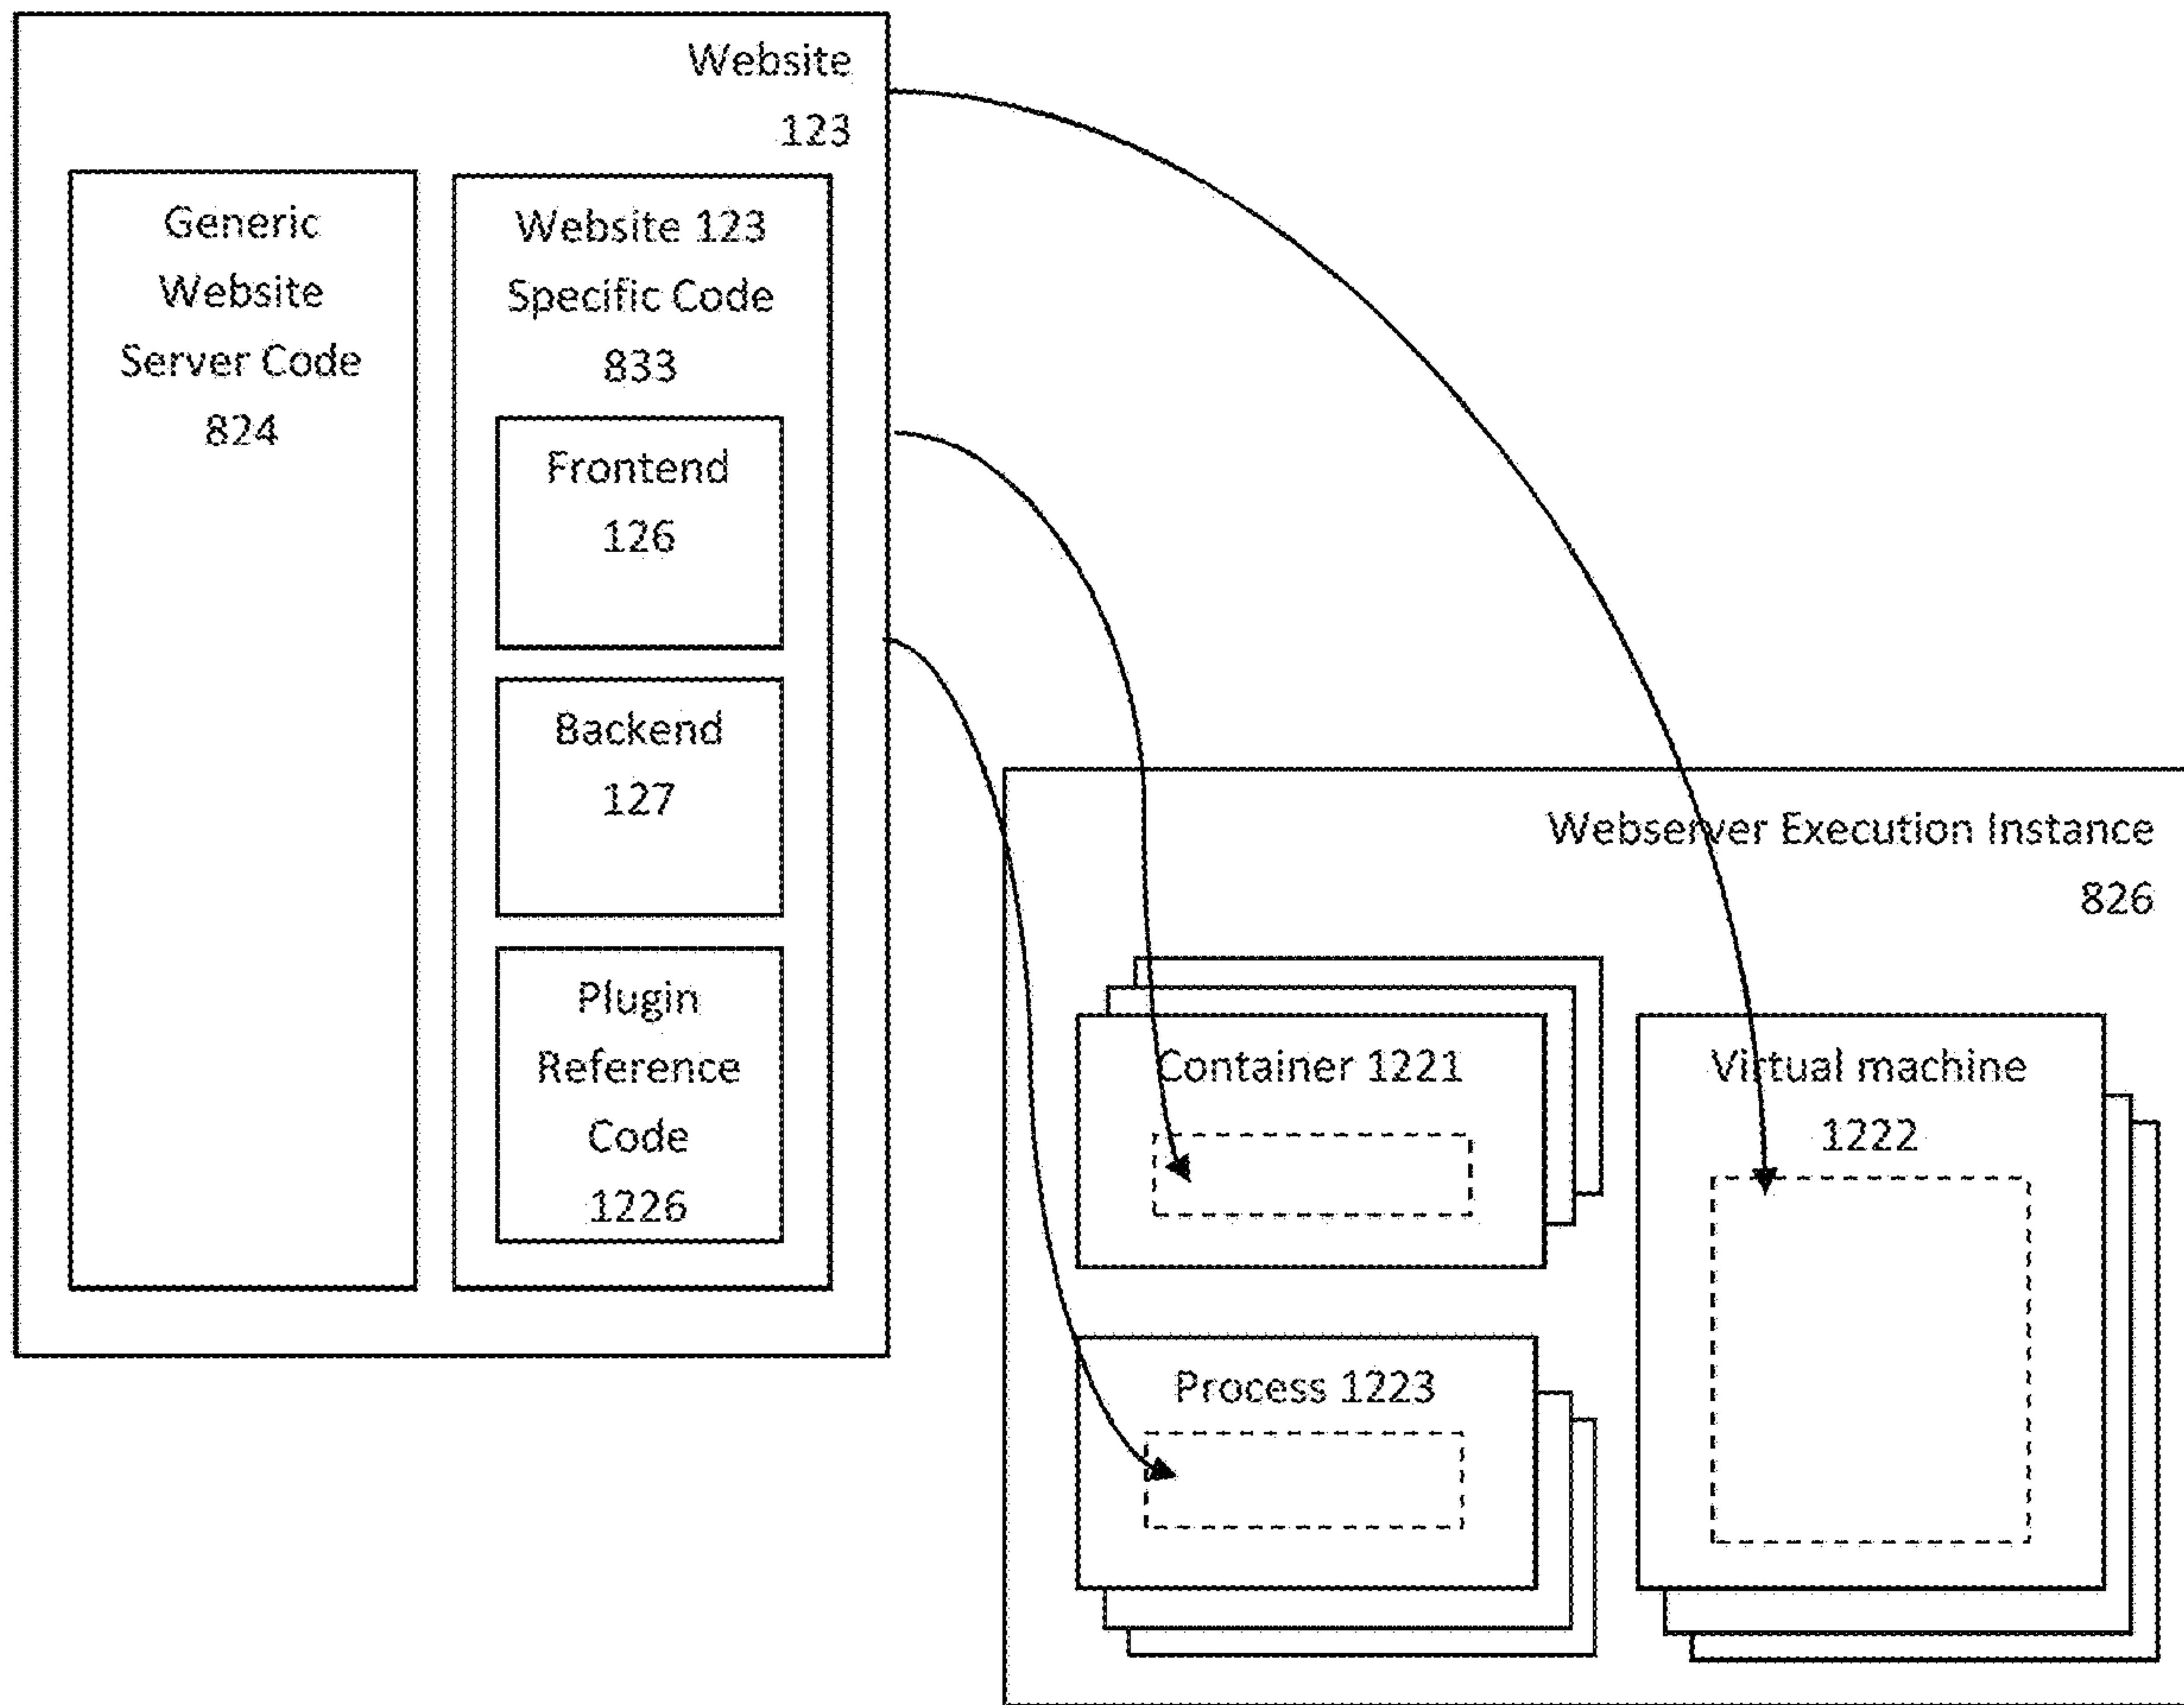 Website
123
Generic
Website
Server Code
824
Website 123
Specific Code
833
Frontend
126
Backend
127
Plugin
Reference
Code
1226
Webserver Execution Instance
826
Container 1221
Virtual machine
1222
Process 1223